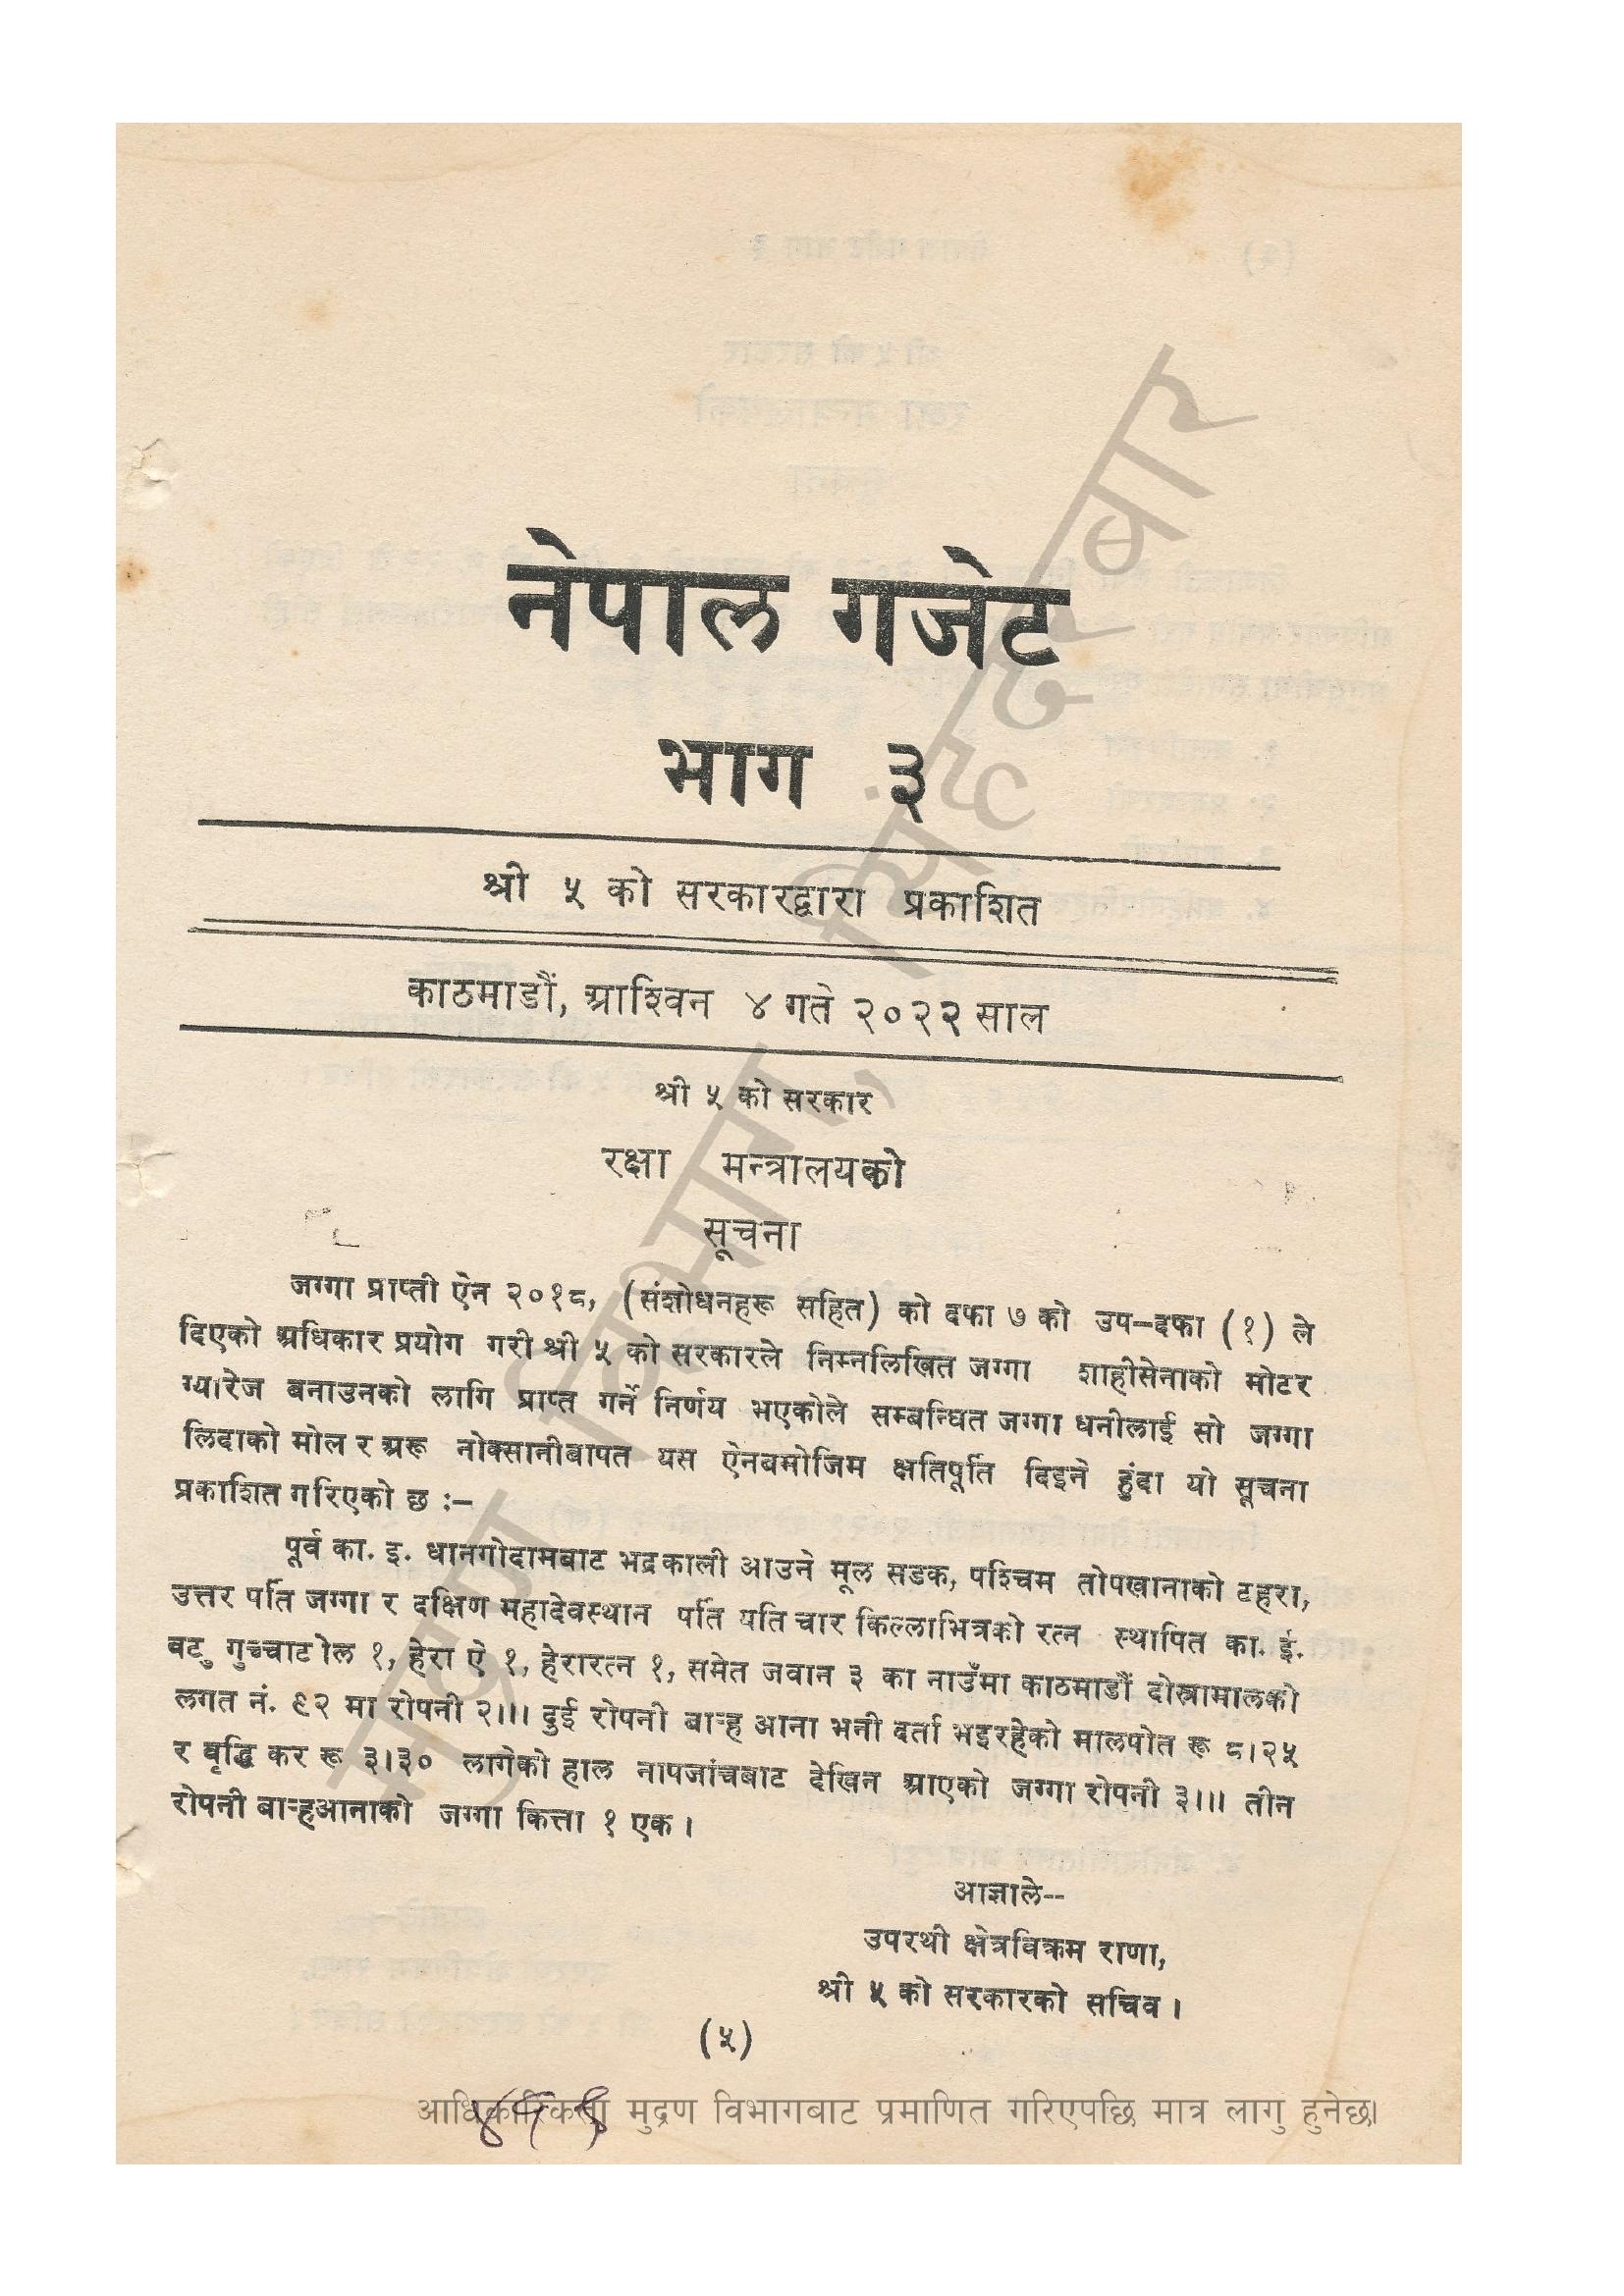 नेपाल गजेट
भाग ३
श्री ५ को सरकारद्वारा प्रकाशित
काठमाडौं, आश्विन ४ गते २०२२ साल
श्री ५ को सरकार
रक्षा मन्त्रालयको
सूचना
जग्गा प्राप्ती ऐन २०१८, (संशोधनहरू सहित) को दफा ७ को उप-दफा (१) ले
दिएको अधिकार प्रयोग गरी श्री ५ को सरकारले निम्नलिखित जग्गा शाहीसेनाको मोटर
ग्यारेज बनाउनको लागि प्राप्त गर्ने निर्णय भएकोले सम्बन्धित जग्गा धनीलाई सो जग्गा
लिदाको मोल र अरू नोक्सानीबापत यस ऐनबमोजिम क्षतिपूर्ति दिइने हुंदा यो सूचना
प्रकाशित गरिएको छ :–
पूर्व का. इ. धानगोदामबाट भद्रकाली आउने मूल सडक, पश्चिम तोपखानाको टहरा,
उत्तर पर्ति जग्गा र दक्षिण महादेवस्थान पर्ति यति चार किल्लाभित्रको रत्न स्थापित का. ई.
बटु गुच्चाटोल १, हेरा ऐ १, हेरारत्न १, समेत जवान ३ का नाउँमा काठमाडौं दोस्रामालको
लगत नं. ९२ मा रोपनी २।।। दुई रोपनी बाऱ्ह आना भनी दर्ता भइरहेको मालपोत रू ८।२५
र बृद्धि कर रू ३।३० लागेको हाल नापजांचबाट देखिन आएको जग्गा रोपनी ३।।। तीन
रोपनी बाऱ्हआनाको जग्गा कित्ता १ एक ।
आज्ञाले--
उपरथी क्षेत्रविक्रम राणा,
श्री ५ को सरकारको सचिव ।
(५)
आधिकारिकता मुद्रण विभागबाट प्रमाणित गरिएपछि मात्र लागु हुनेछ।
मुद्रण विभाग, सिंहदरबार